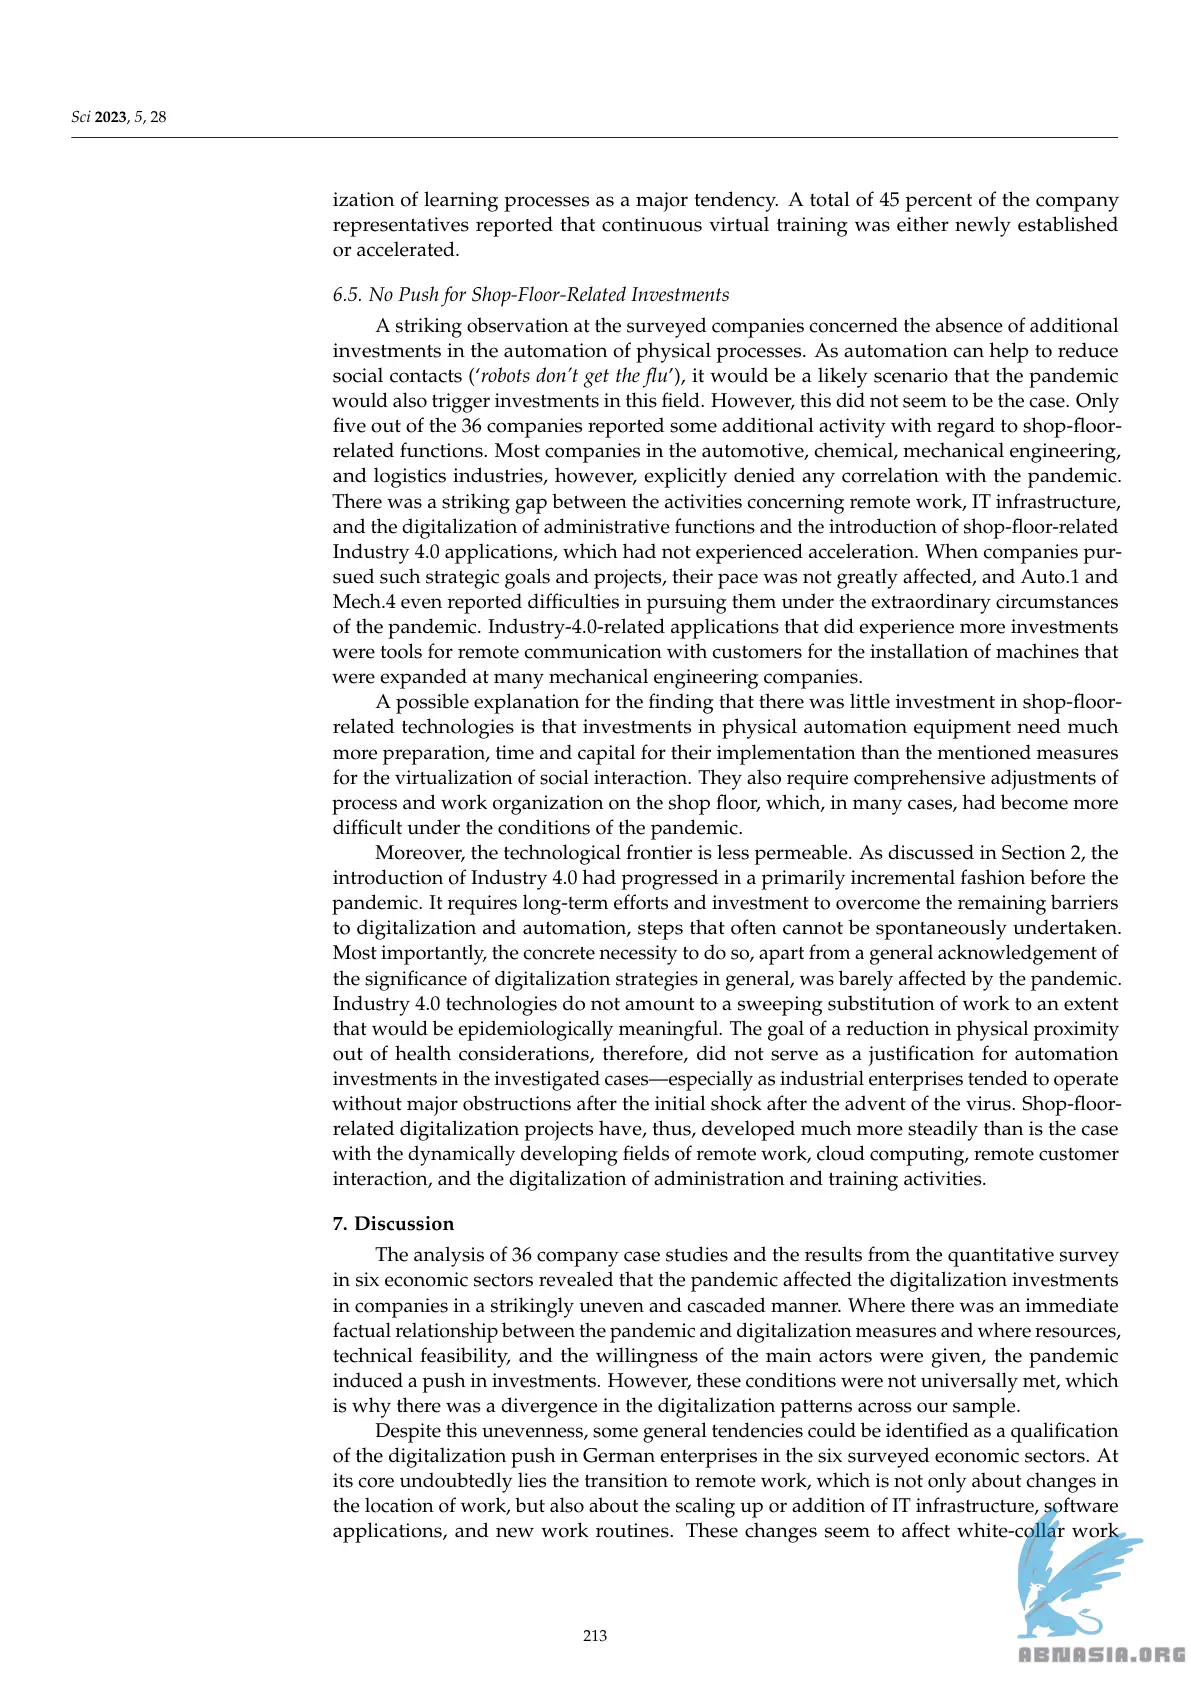 Sci 2023, 5, 28
ization of learning processes as a major tendency. A total of 45 percent of the company
representatives reported that continuous virtual training was either newly established
or accelerated.
6.5. No Push for Shop-Floor-Related Investments
A striking observation at the surveyed companies concerned the absence of additional
investments in the automation of physical processes. As automation can help to reduce
social contacts (‘robots don’t get the flu’), it would be a likely scenario that the pandemic
would also trigger investments in this field. However, this did not seem to be the case. Only
five out of the 36 companies reported some additional activity with regard to shop-floor-
related functions. Most companies in the automotive, chemical, mechanical engineering,
and logistics industries, however, explicitly denied any correlation with the pandemic.
There was a striking gap between the activities concerning remote work, IT infrastructure,
and the digitalization of administrative functions and the introduction of shop-floor-related
Industry 4.0 applications, which had not experienced acceleration. When companies pur-
sued such strategic goals and projects, their pace was not greatly affected, and Auto.1 and
Mech.4 even reported difficulties in pursuing them under the extraordinary circumstances
of the pandemic. Industry-4.0-related applications that did experience more investments
were tools for remote communication with customers for the installation of machines that
were expanded at many mechanical engineering companies.
A possible explanation for the finding that there was little investment in shop-floor-
related technologies is that investments in physical automation equipment need much
more preparation, time and capital for their implementation than the mentioned measures
for the virtualization of social interaction. They also require comprehensive adjustments of
process and work organization on the shop floor, which, in many cases, had become more
difficult under the conditions of the pandemic.
Moreover, the technological frontier is less permeable. As discussed in Section 2, the
introduction of Industry 4.0 had progressed in a primarily incremental fashion before the
pandemic. It requires long-term efforts and investment to overcome the remaining barriers
to digitalization and automation, steps that often cannot be spontaneously undertaken.
Most importantly, the concrete necessity to do so, apart from a general acknowledgement of
the significance of digitalization strategies in general, was barely affected by the pandemic.
Industry 4.0 technologies do not amount to a sweeping substitution of work to an extent
that would be epidemiologically meaningful. The goal of a reduction in physical proximity
out of health considerations, therefore, did not serve as a justification for automation
investments in the investigated cases—especially as industrial enterprises tended to operate
without major obstructions after the initial shock after the advent of the virus. Shop-floor-
related digitalization projects have, thus, developed much more steadily than is the case
with the dynamically developing fields of remote work, cloud computing, remote customer
interaction, and the digitalization of administration and training activities.
7. Discussion
The analysis of 36 company case studies and the results from the quantitative survey
in six economic sectors revealed that the pandemic affected the digitalization investments
in companies in a strikingly uneven and cascaded manner. Where there was an immediate
factual relationship between the pandemic and digitalization measures and where resources,
technical feasibility, and the willingness of the main actors were given, the pandemic
induced a push in investments. However, these conditions were not universally met, which
is why there was a divergence in the digitalization patterns across our sample.
Despite this unevenness, some general tendencies could be identified as a qualification
of the digitalization push in German enterprises in the six surveyed economic sectors. At
its core undoubtedly lies the transition to remote work, which is not only about changes in
the location of work, but also about the scaling up or addition of IT infrastructure, software
applications, and new work routines. These changes seem to affect white-collar work
213
ABNASIA.ORG